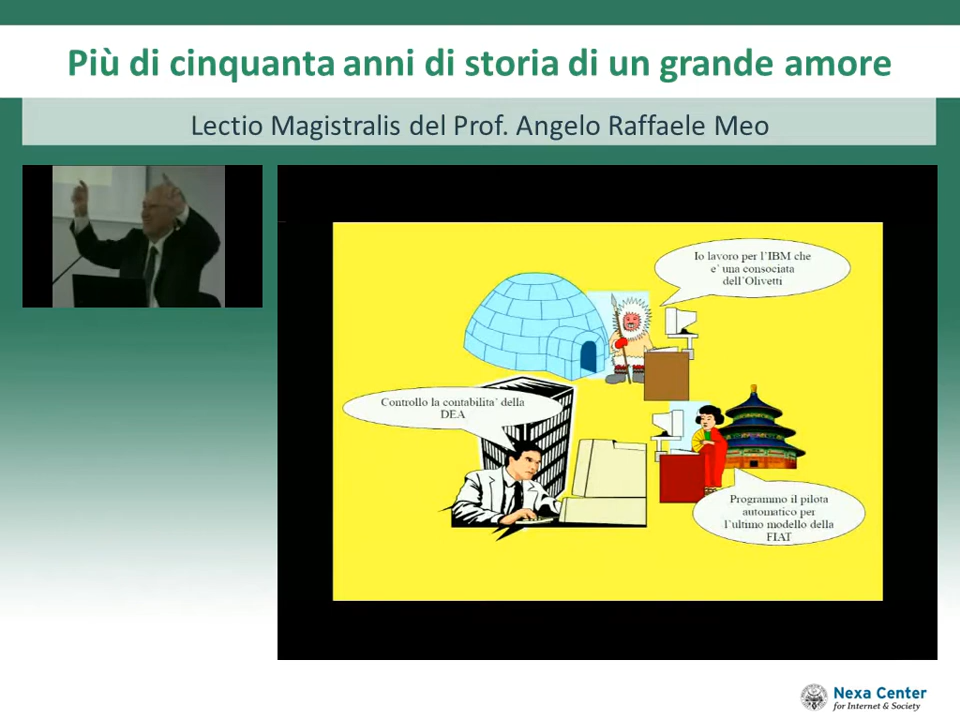 Più di cinquanta anni di storia di un grande amore
Lectio Magistralis del Prof. Angelo Raffaele Meo
Io lavoro per l'IBM che
e' una consociata
dell'Olivetti
Controllo la contabilita' della
DEA
Programmo il pilota
automatico per
l'ultimo modello della
FIAT
Nexa Center
for Internet & Society